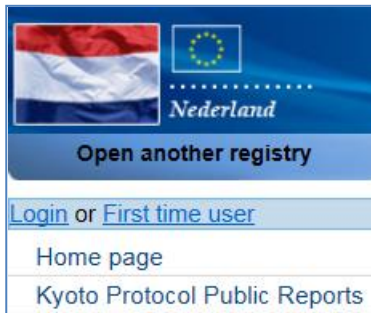 Nederland
Open another registry
Login or First time user
Home page
Kyoto Protocol Public Reports